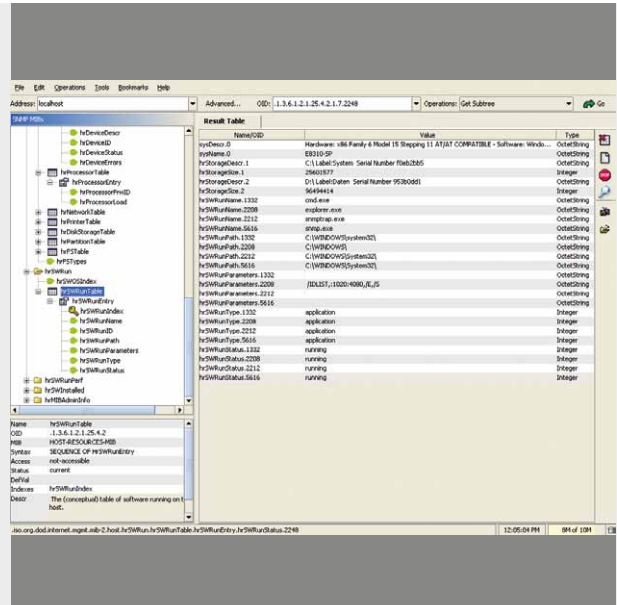 File Edit Operations Tools Bookmarks Help
Address: localhost Advanced... OID: .1.3.6.1.2.1.25.4.2.1.7.2248 Operations: Get Subtree Go
SNMP MIBs
hrDeviceDescr
hrDeviceID
hrDeviceStatus
hrDeviceErrors
hrProcessorTable
hrProcessorEntry
hrProcessorFrwID
hrProcessorLoad
hrNetworkTable
hrPrinterTable
hrDiskStorageTable
hrPartitionTable
hrFSTable
hrFSTypes
hrSWRun
hrSWOSIndex
hrSWRunTable
hrSWRunEntry
hrSWRunIndex
hrSWRunName
hrSWRunID
hrSWRunPath
hrSWRunParameters
hrSWRunType
hrSWRunStatus
hrSWRunPerf
hrSWInstalled
hrMIBAdminInfo
Name hrSWRunTable
OID .1.3.6.1.2.1.25.4.2
MIB HOST-RESOURCES-MIB
Syntax SEQUENCE OF HrSWRunEntry
Access not-accessible
Status current
DefVal
Indexes hrSWRunIndex
Descr The (conceptual) table of software running on t
host.
Result Table
Name/OID Value Type
sysDescr.0 Hardware: x86 Family 6 Model 15 Stepping 11 AT/AT COMPATIBLE - Software: Windo... OctetString
sysName.0 E8310-SP OctetString
hrStorageDescr.1 C:\ Label:System Serial Number f0eb2bb5 OctetString
hrStorageSize.1 25601577 Integer
hrStorageDescr.2 D:\ Label:Daten Serial Number 953b0dd1 OctetString
hrStorageSize.2 96494414 Integer
hrSWRunName.1332 cmd.exe OctetString
hrSWRunName.2208 explorer.exe OctetString
hrSWRunName.2212 snmptrap.exe OctetString
hrSWRunName.5616 snmp.exe OctetString
hrSWRunPath.1332 C:\WINDOWS\system32\ OctetString
hrSWRunPath.2208 C:\WINDOWS\ OctetString
hrSWRunPath.2212 C:\WINDOWS\System32\ OctetString
hrSWRunPath.5616 C:\WINDOWS\System32\ OctetString
hrSWRunParameters.1332 OctetString
hrSWRunParameters.2208 /IDLIST,:1020:4080,/E,/S OctetString
hrSWRunParameters.2212 OctetString
hrSWRunParameters.5616 OctetString
hrSWRunType.1332 application Integer
hrSWRunType.2208 application Integer
hrSWRunType.2212 application Integer
hrSWRunType.5616 application Integer
hrSWRunStatus.1332 running Integer
hrSWRunStatus.2208 running Integer
hrSWRunStatus.2212 running Integer
hrSWRunStatus.5616 running Integer
.iso.org.dod.internet.mgmt.mib-2.host.hrSWRun.hrSWRunTable.hrSWRunEntry.hrSWRunStatus.2248 12:05:04 PM 8M of 10M